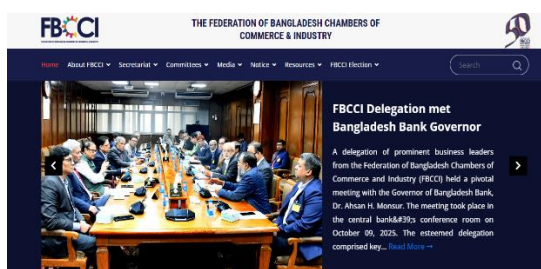 FBCCI
THE FEDERATION OF BANGLADESH CHAMBERS OF
COMMERCE & INDUSTRY
Home About FBCCI Secretariat Committees Media Notice Resources FBCCI Election
Search
FBCCI Delegation met
Bangladesh Bank Governor
A delegation of prominent business leaders
from the Federation of Bangladesh Chambers of
Commerce and Industry (FBCCI) held a pivotal
meeting with the Governor of Bangladesh Bank,
Dr. Ahsan H. Monsur. The meeting took place in
the central bank&#39;s conference room on
October 09, 2025. The esteemed delegation
comprised key... Read More →